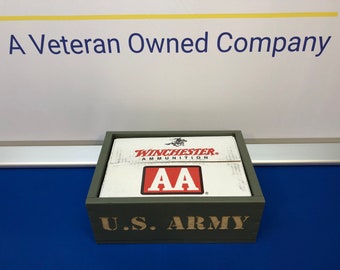 A Veteran Owned Company
WINCHESTER
AMMUNITION
AA
U.S. ARMY